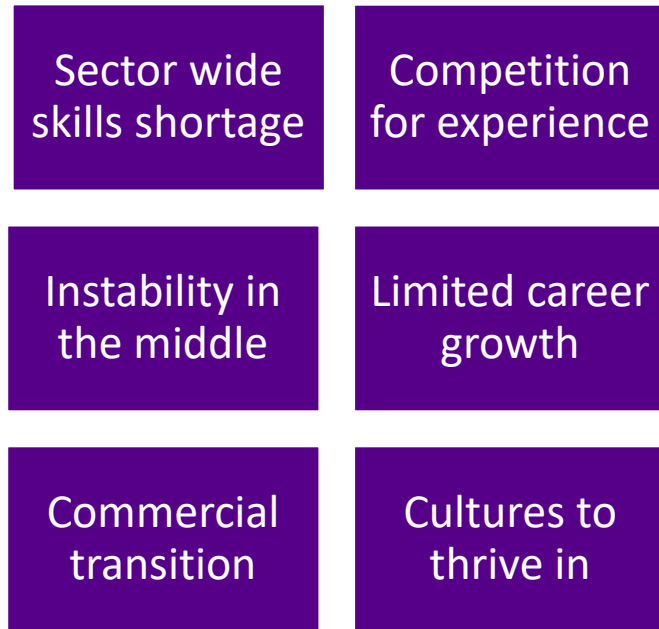 Sector wide
skills shortage
Competition
for experience
Instability in
the middle
Limited career
growth
Commercial
transition
Cultures to
thrive in